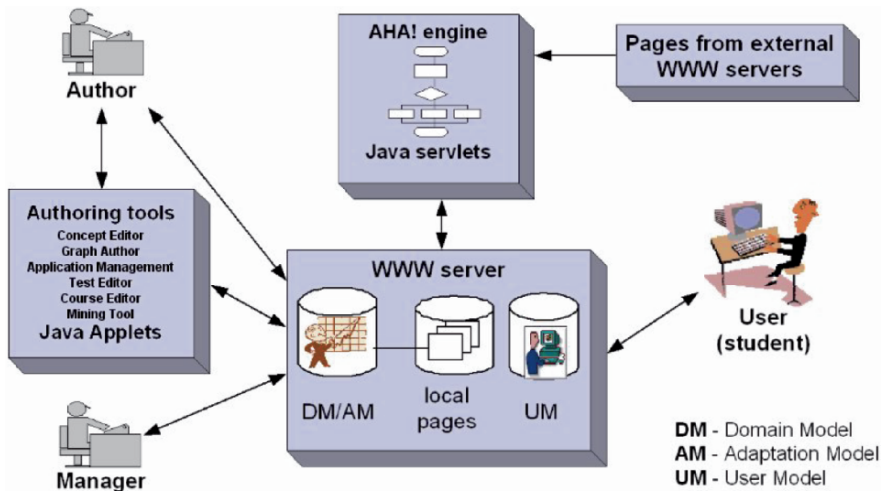 Author
AHA! engine
Java servlets
Pages from external
WWW servers
Authoring tools
Concept Editor
Graph Author
Application Management
Test Editor
Course Editor
Mining Tool
Java Applets
WWW server
DM/AM
local
pages
UM
User
(student)
Manager
DM - Domain Model
AM - Adaptation Model
UM - User Model